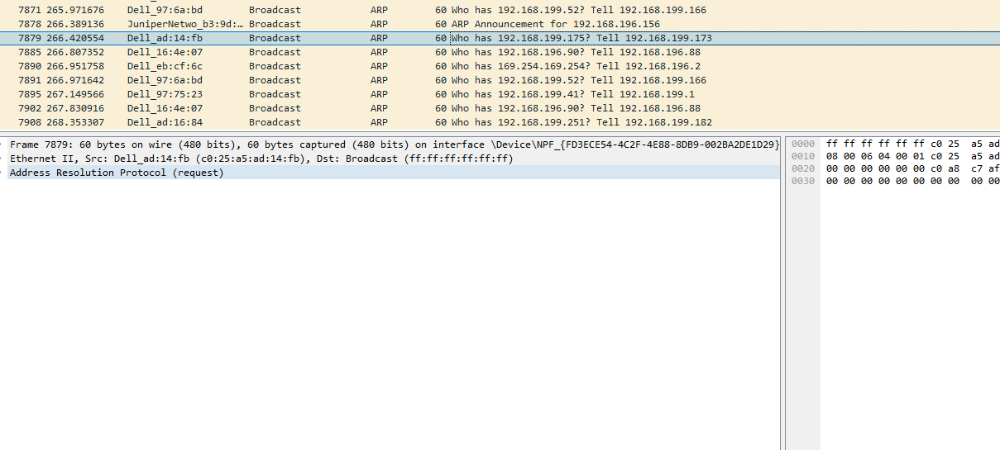 7871 265.971676 Dell_97:6a:bd Broadcast ARP 60 Who has 192.168.199.52? Tell 192.168.199.166
7878 266.389136 JuniperNetwo_b3:9d:… Broadcast ARP 60 ARP Announcement for 192.168.196.156
7879 266.420554 Dell_ad:14:fb Broadcast ARP 60 Who has 192.168.199.175? Tell 192.168.199.173
7885 266.807352 Dell_16:4e:07 Broadcast ARP 60 Who has 192.168.196.90? Tell 192.168.196.88
7890 266.951758 Dell_eb:cf:6c Broadcast ARP 60 Who has 169.254.169.254? Tell 192.168.196.2
7891 266.971642 Dell_97:6a:bd Broadcast ARP 60 Who has 192.168.199.52? Tell 192.168.199.166
7895 267.149566 Dell_97:75:23 Broadcast ARP 60 Who has 192.168.199.41? Tell 192.168.199.1
7902 267.830916 Dell_16:4e:07 Broadcast ARP 60 Who has 192.168.196.90? Tell 192.168.196.88
7908 268.353307 Dell_ad:16:84 Broadcast ARP 60 Who has 192.168.199.251? Tell 192.168.199.182
Frame 7879: 60 bytes on wire (480 bits), 60 bytes captured (480 bits) on interface \Device\NPF_{FD3ECE54-4C2F-4E88-8DB9-002BA2DE1D29}
Ethernet II, Src: Dell_ad:14:fb (c0:25:a5:ad:14:fb), Dst: Broadcast (ff:ff:ff:ff:ff:ff)
Address Resolution Protocol (request)
0000 ff ff ff ff ff ff c0 25 a5 ad
0010 08 00 06 04 00 01 c0 25 a5 ad
0020 00 00 00 00 00 00 c0 a8 c7 af
0030 00 00 00 00 00 00 00 00 00 00